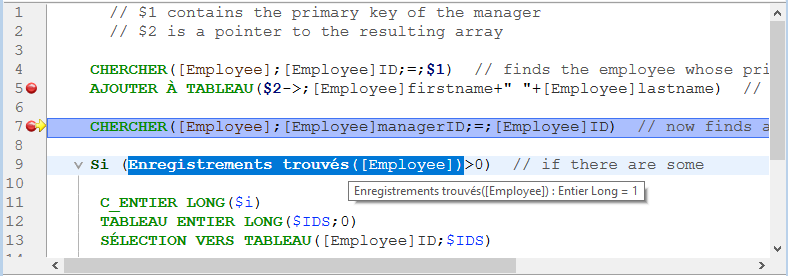 1 // $1 contains the primary key of the manager
2 // $2 is a pointer to the resulting array
3
4 CHERCHER([Employee];[Employee]ID;=;$1) // finds the employee whose pri
5 AJOUTER À TABLEAU($2->;[Employee]firstname+" "+[Employee]lastname) //
6
7 CHERCHER([Employee];[Employee]managerID;=;[Employee]ID) // now finds a
8
9 Si (Enregistrements trouvés([Employee])>0) // if there are some
10 Enregistrements trouvés([Employee]) : Entier Long = 1
11 C_ENTIER LONG($i)
12 TABLEAU ENTIER LONG($IDS;0)
13 SÉLECTION VERS TABLEAU([Employee]ID;$IDS)